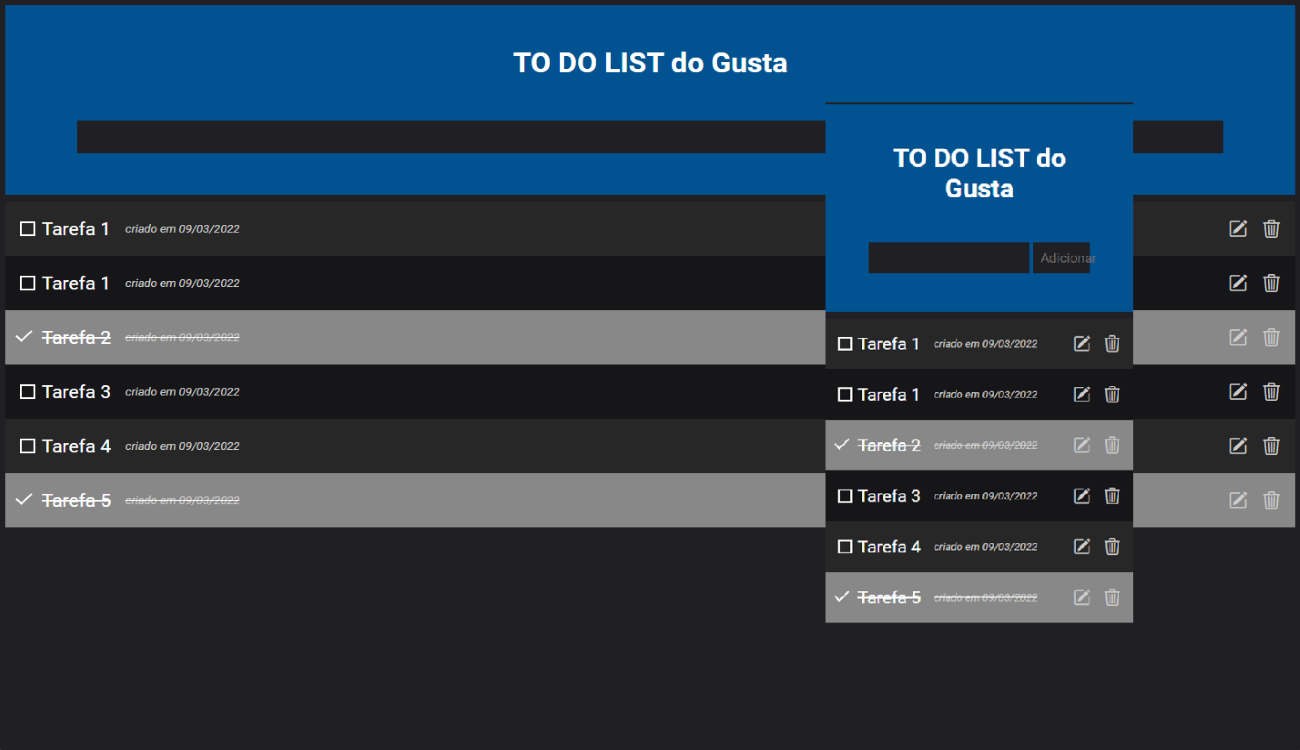 TO DO LIST do Gusta
Tarefa 1 criado em 09/03/2022
Tarefa 1 criado em 09/03/2022
Tarefa 2 criado em 09/03/2022
Tarefa 3 criado em 09/03/2022
Tarefa 4 criado em 09/03/2022
Tarefa 5 criado em 09/03/2022
TO DO LIST do
Gusta
Adicionar
Tarefa 1 criado em 09/03/2022
Tarefa 1 criado em 09/03/2022
Tarefa 2 criado em 09/03/2022
Tarefa 3 criado em 09/03/2022
Tarefa 4 criado em 09/03/2022
Tarefa 5 criado em 09/03/2022